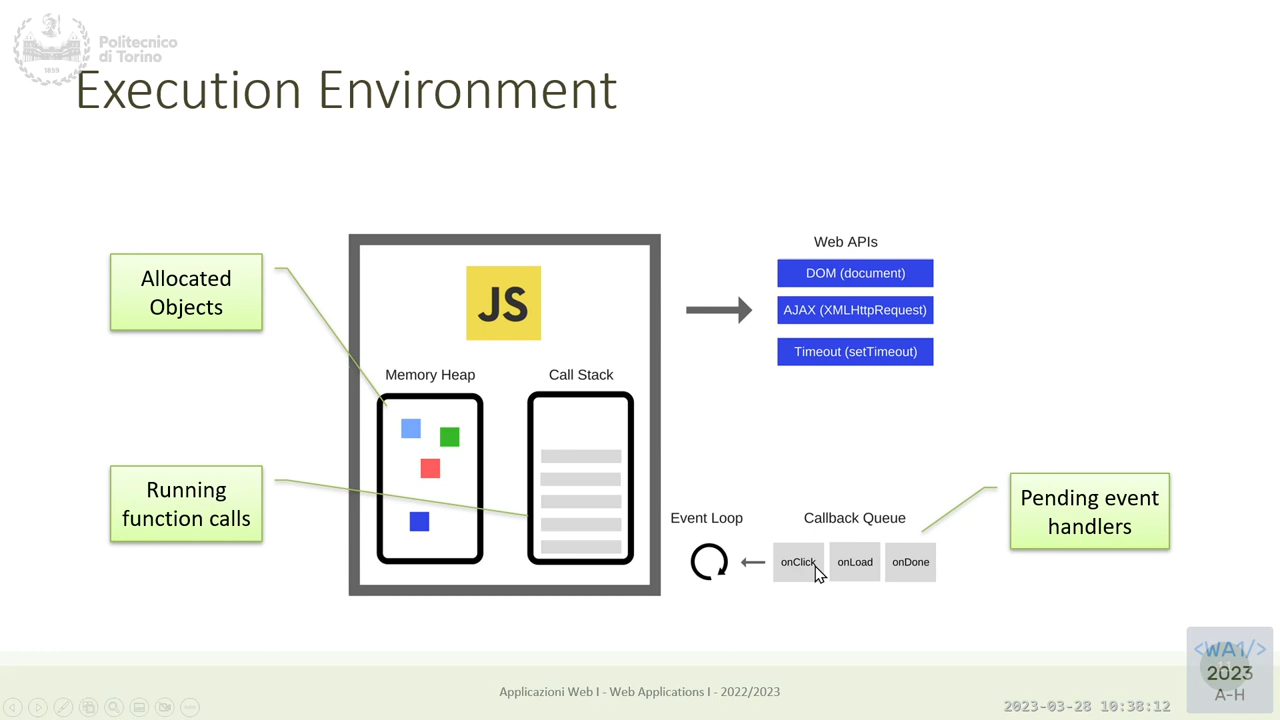 Politecnico
di Torino
1859
Execution Environment
Allocated
Objects
JS
Memory Heap
Call Stack
Web APIs
DOM (document)
AJAX (XMLHttpRequest)
Timeout (setTimeout)
Running
function calls
Event Loop
Callback Queue
onClick
onLoad
onDone
Pending event
handlers
Applicazioni Web I - Web Applications I - 2022/2023
2023-03-28 10:38:12
<WA1/>
2023
A-H